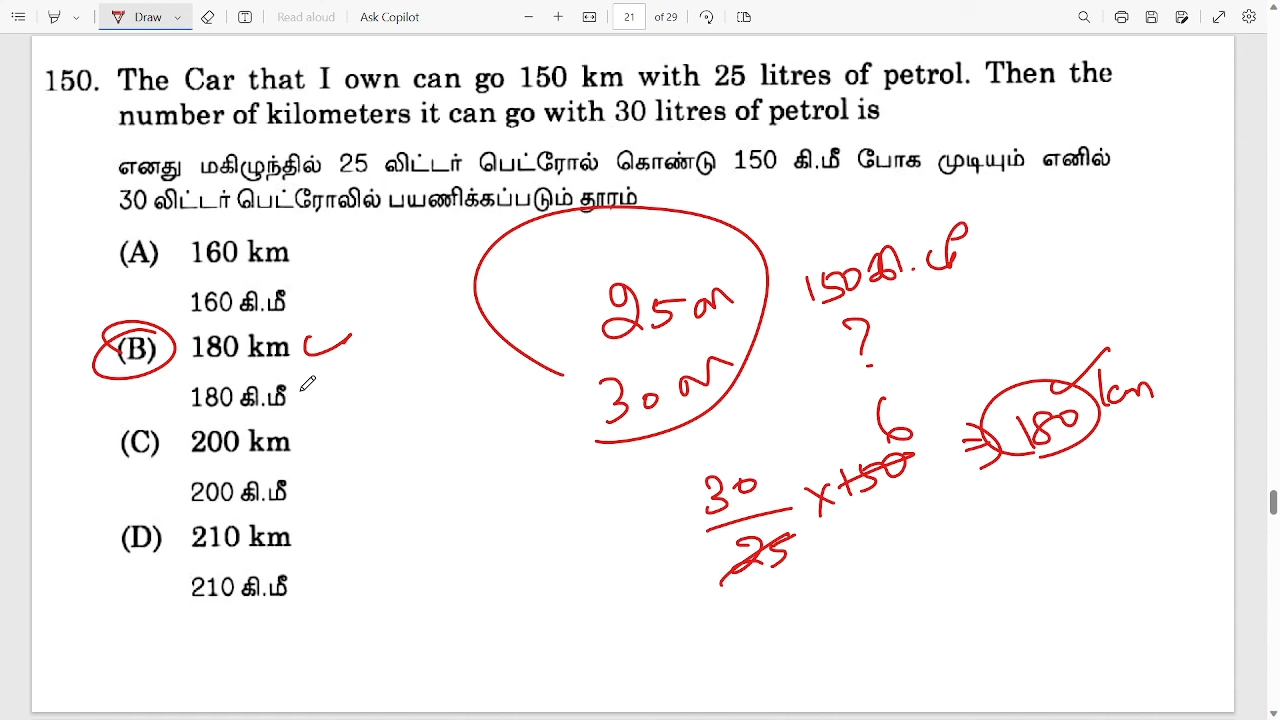 Draw
Read aloud
Ask Copilot
21 of 29
150. The Car that I own can go 150 km with 25 litres of petrol. Then the
number of kilometers it can go with 30 litres of petrol is
எனது மகிழுந்தில் 25 லிட்டர் பெட்ரோல் கொண்டு 150 கி.மீ போக முடியும் எனில்
30 லிட்டர் பெட்ரோலில் பயணிக்கப்படும் தூரம்
(A) 160 km
160 கி.மீ
(B) 180 km
180 கி.மீ
(C) 200 km
200 கி.மீ
(D) 210 km
210 கி.மீ
25 150 கி.மீ
30 ?
6
30 x 150 ⇒ 180 km
25